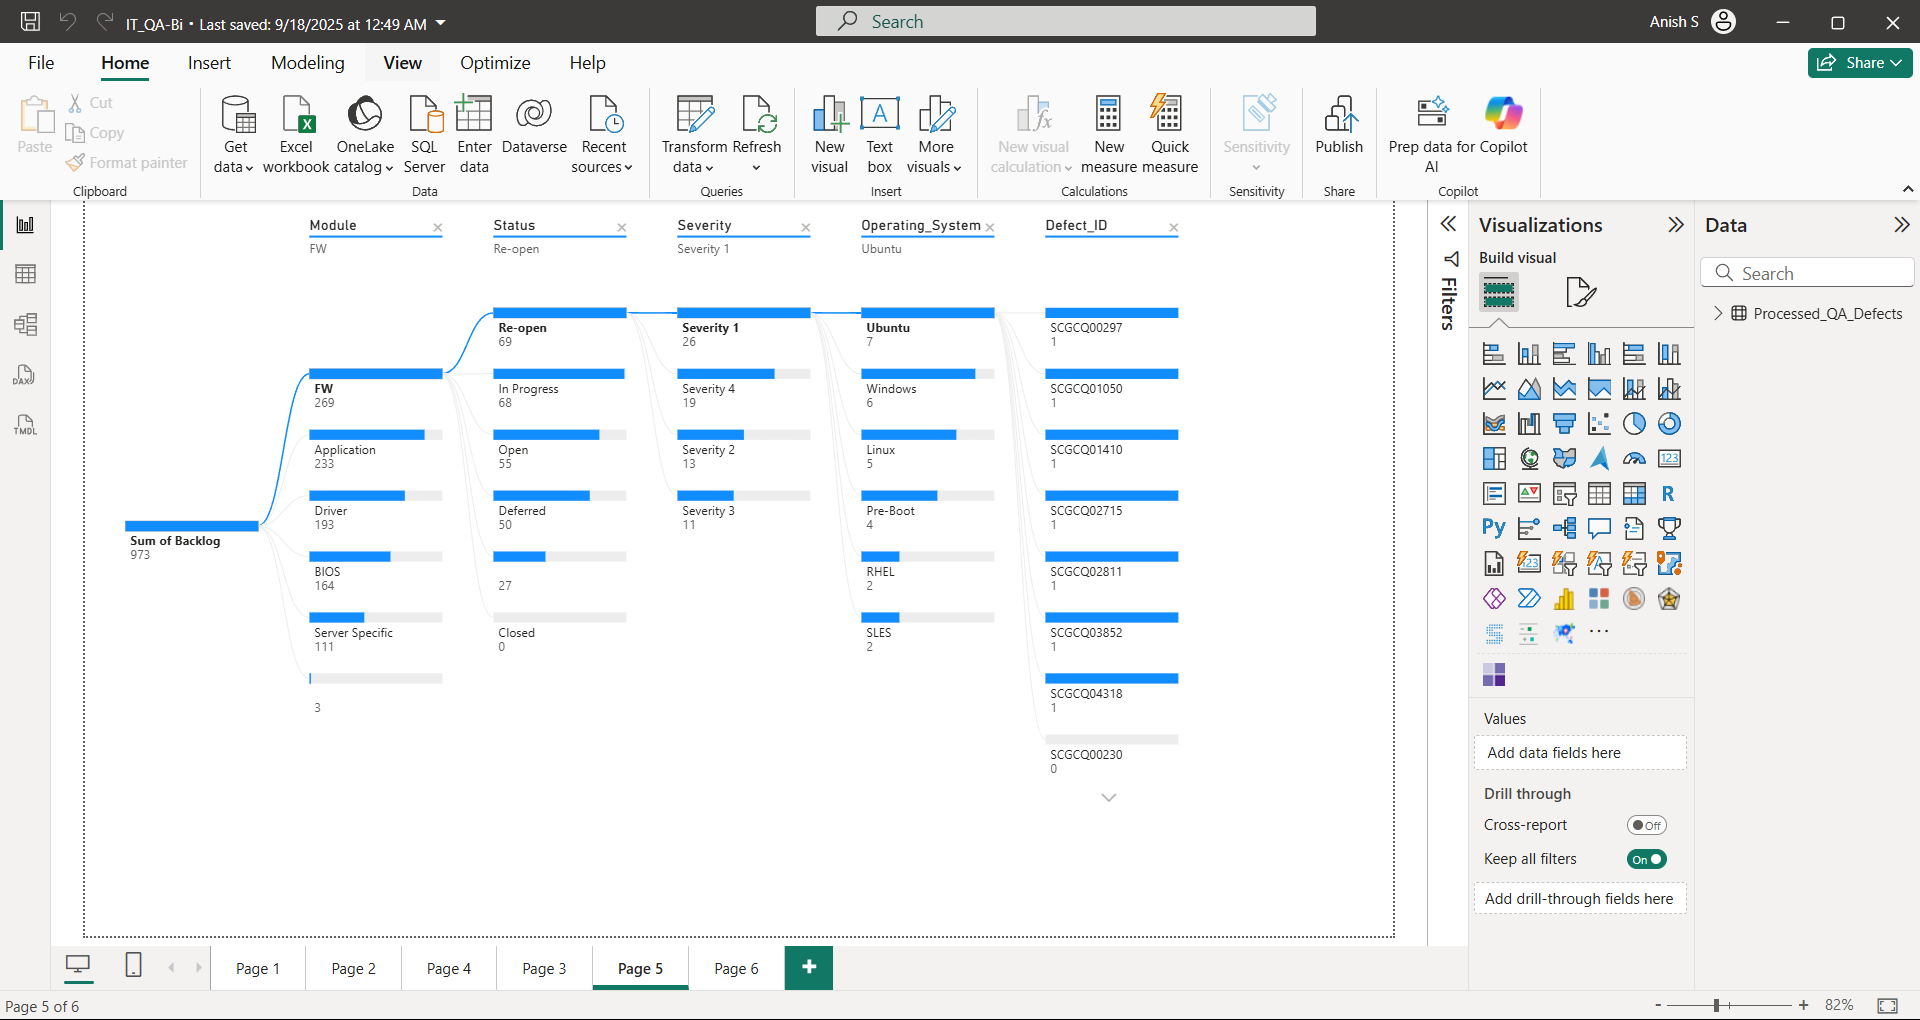 IT_QA-Bi • Last saved: 9/18/2025 at 12:49 AM
Search
Anish S
File
Home
Insert
Modeling
View
Optimize
Help
Share
Paste
Cut
Copy
Format painter
Clipboard
Get data
Excel workbook
OneLake catalog
SQL Server
Enter data
Dataverse
Recent sources
Data
Transform data
Refresh
Queries
New visual
Text box
More visuals
Insert
New visual calculation
New measure
Quick measure
Calculations
Sensitivity
Sensitivity
Publish
Share
Prep data for AI
Copilot
Copilot
DAX
TMDL
Module
FW
Status
Re-open
Severity
Severity 1
Operating_System
Ubuntu
Defect_ID
Sum of Backlog
973
FW
269
Application
233
Driver
193
BIOS
164
Server Specific
111
3
Re-open
69
In Progress
68
Open
55
Deferred
50
27
Closed
0
Severity 1
26
Severity 4
19
Severity 2
13
Severity 3
11
Ubuntu
7
Windows
6
Linux
5
Pre-Boot
4
RHEL
2
SLES
2
SCGCQ00297
1
SCGCQ01050
1
SCGCQ01410
1
SCGCQ02715
1
SCGCQ02811
1
SCGCQ03852
1
SCGCQ04318
1
SCGCQ00230
0
Filters
Visualizations
Build visual
123
R
Py
123
Values
Add data fields here
Drill through
Cross-report
Off
Keep all filters
On
Add drill-through fields here
Data
Search
Processed_QA_Defects
Page 1
Page 2
Page 4
Page 3
Page 5
Page 6
+
Page 5 of 6
- + 82%